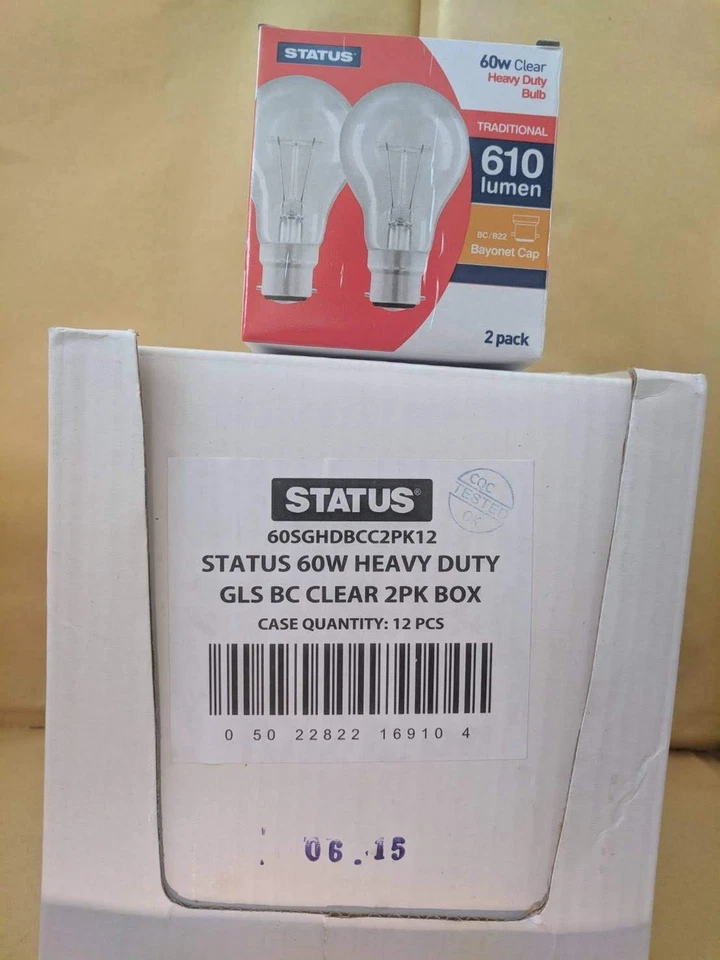 STATUS®
60w Clear
Heavy Duty
Bulb
TRADITIONAL
610
lumen
BC/B22
Bayonet Cap
2 pack
STATUS®
CQC
TESTED
OK
60SGHDBCC2PK12
STATUS 60W HEAVY DUTY
GLS BC CLEAR 2PK BOX
CASE QUANTITY: 12 PCS
0 50 22822 16910 4
06.15